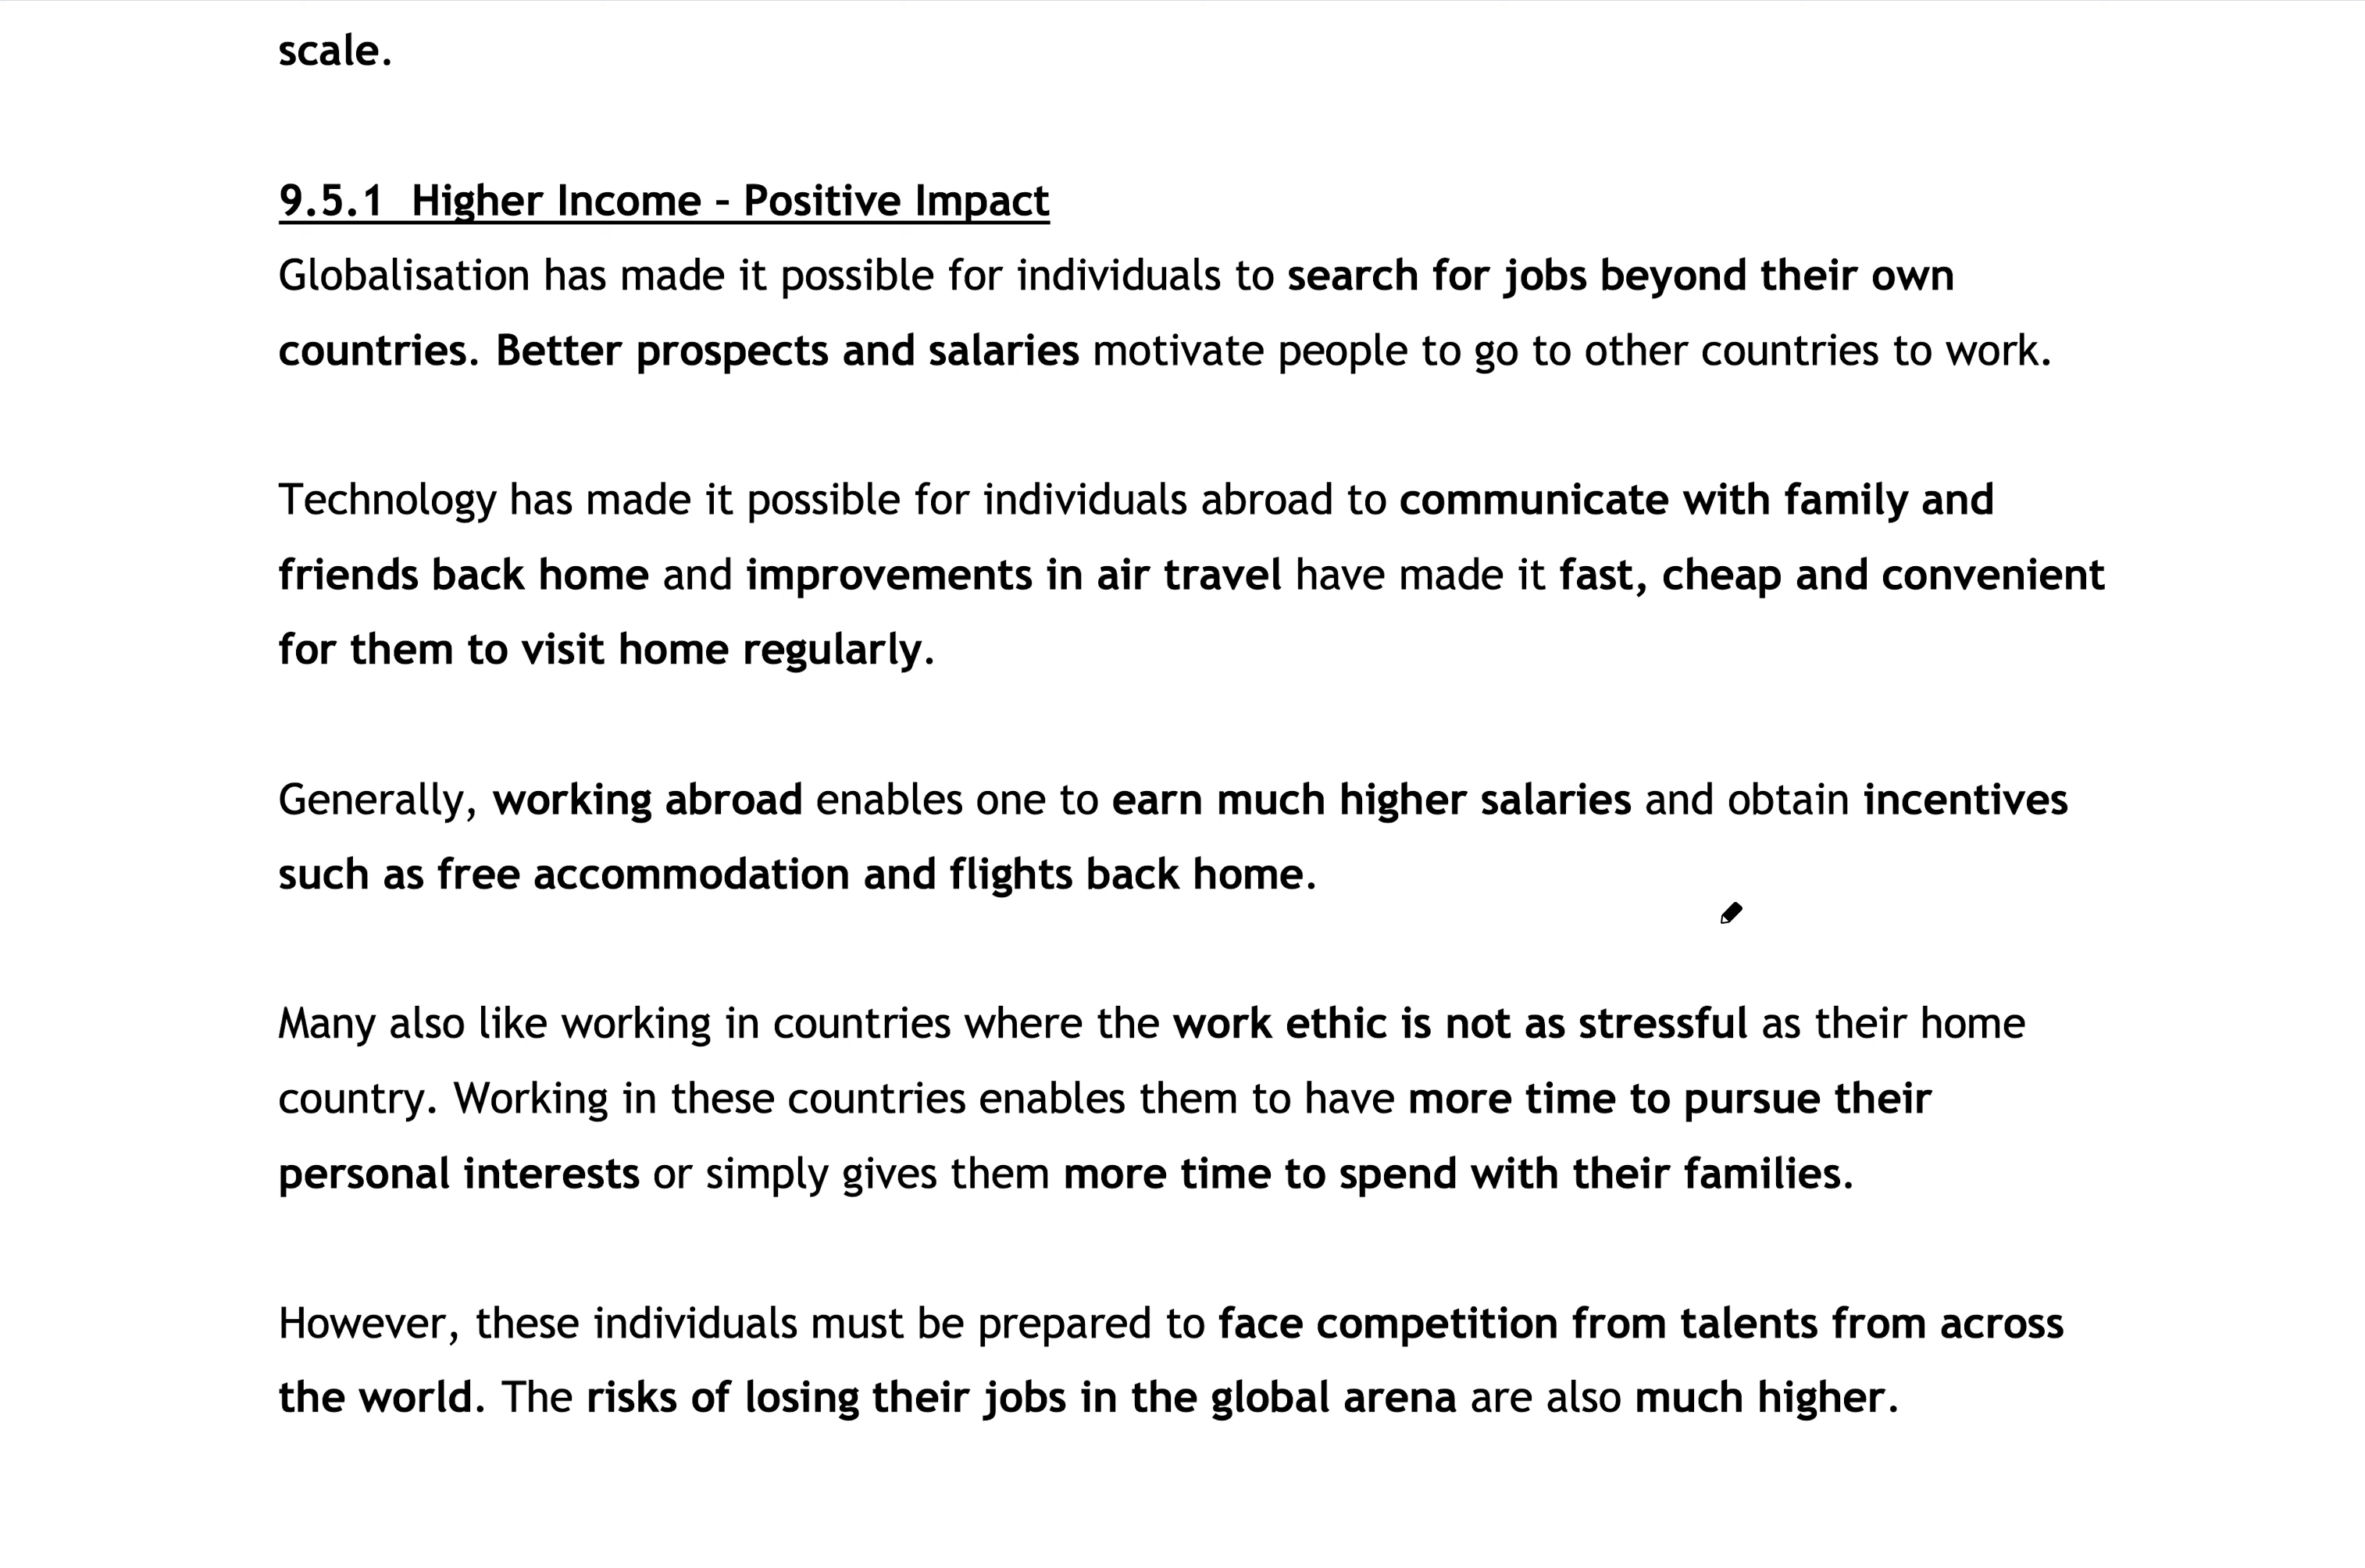 scale.
9.5.1 Higher Income – Positive Impact
Globalisation has made it possible for individuals to search for jobs beyond their own
countries. Better prospects and salaries motivate people to go to other countries to work.
Technology has made it possible for individuals abroad to communicate with family and
friends back home and improvements in air travel have made it fast, cheap and convenient
for them to visit home regularly.
Generally, working abroad enables one to earn much higher salaries and obtain incentives
such as free accommodation and flights back home.
Many also like working in countries where the work ethic is not as stressful as their home
country. Working in these countries enables them to have more time to pursue their
personal interests or simply gives them more time to spend with their families.
However, these individuals must be prepared to face competition from talents from across
the world. The risks of losing their jobs in the global arena are also much higher.